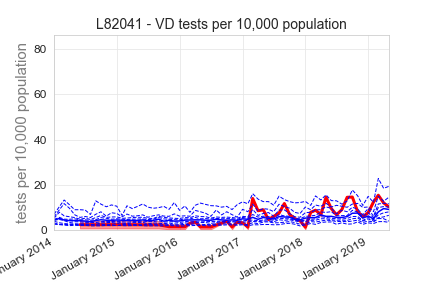 L82041 - VD tests per 10,000 population
tests per 10,000 population
80
60
40
20
0
nuary 2014
January 2015
January 2016
January 2017
January 2018
January 2019